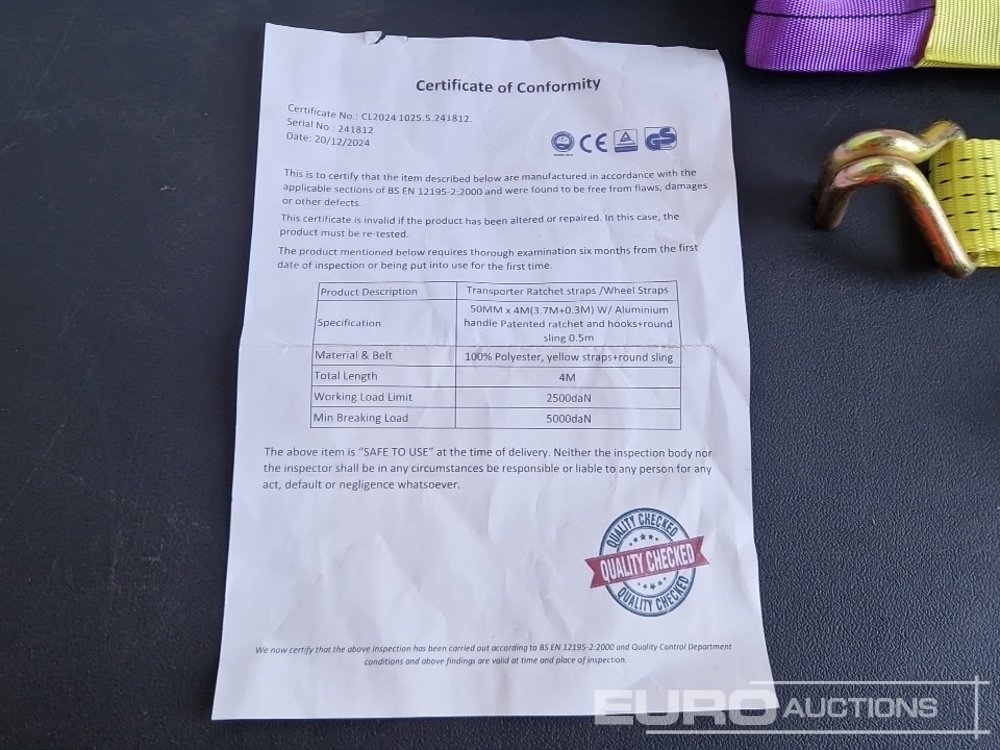 Certificate of Conformity
Certificate No.: CL2024 1025.5.241812.
Serial No.: 241812
Date: 20/12/2024
CE
GS
This is to certify that the item described below are manufactured in accordance with the
applicable sections of BS EN 12195-2:2000 and were found to be free from flaws, damages
or other defects.
This certificate is invalid if the product has been altered or repaired. In this case, the
product must be re-tested.
The product mentioned below requires thorough examination six months from the first
date of inspection or being put into use for the first time.
Product Description Transporter Ratchet straps /Wheel Straps
Specification 50MM x 4M(3.7M+0.3M) W/ Aluminium
handle Patented ratchet and hooks+round
sling 0.5m
Material & Belt 100% Polyester, yellow straps+round sling
Total Length 4M
Working Load Limit 2500daN
Min Breaking Load 5000daN
The above item is “SAFE TO USE” at the time of delivery. Neither the inspection body nor
the inspector shall be in any circumstances be responsible or liable to any person for any
act, default or negligence whatsoever.
QUALITY CHECKED
QUALITY CHECKED
QUALITY CHECKED
We now certify that the above inspection has been carried out according to BS EN 12195-2:2000 and Quality Control Department
conditions and above findings are valid at time and place of inspection.
EURO AUCTIONS